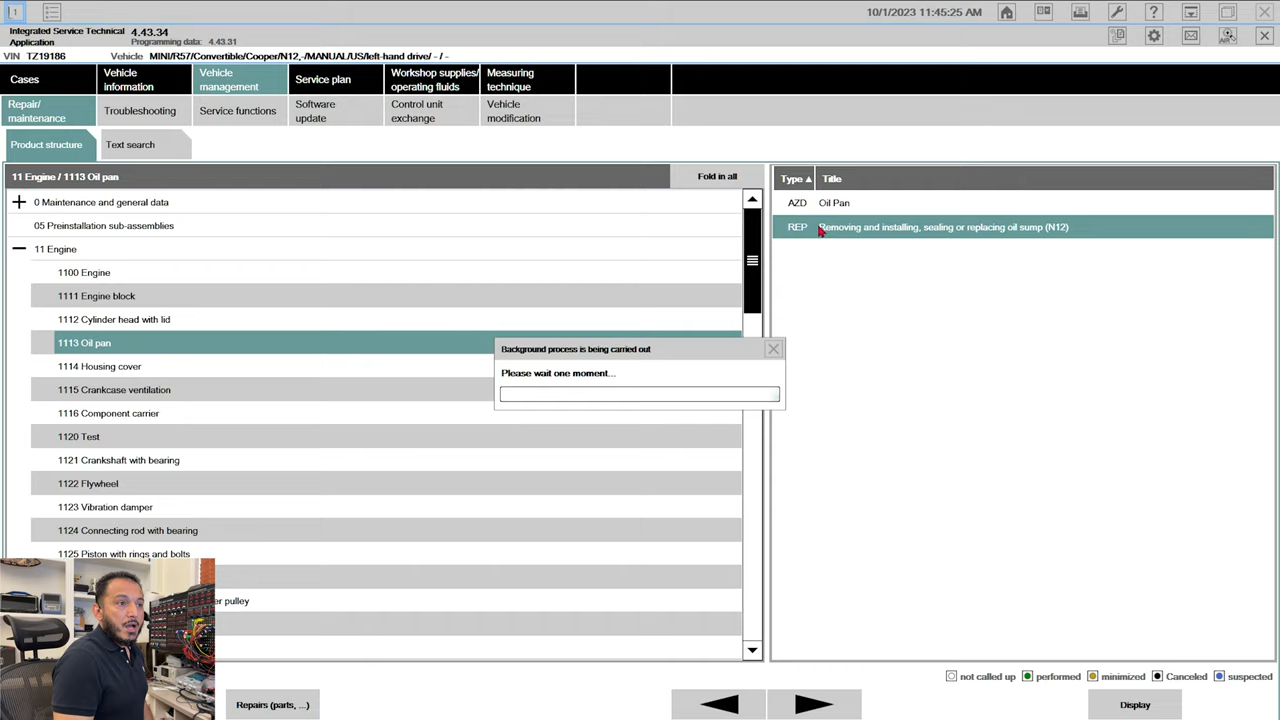 1
10/1/2023 11:45:25 AM
Integrated Service Technical Application 4.43.34
Programming data: 4.43.31
VIN TZ19186 Vehicle MINI/R57/Convertible/Cooper/N12,-/MANUAL/US/left-hand drive/ - / -
Cases
Vehicle information
Vehicle management
Service plan
Workshop supplies/ operating fluids
Measuring technique
Repair/ maintenance
Troubleshooting
Service functions
Software update
Control unit exchange
Vehicle modification
Product structure
Text search
11 Engine / 1113 Oil pan
Fold in all
0 Maintenance and general data
05 Preinstallation sub-assemblies
11 Engine
1100 Engine
1111 Engine block
1112 Cylinder head with lid
1113 Oil pan
1114 Housing cover
1115 Crankcase ventilation
1116 Component carrier
1120 Test
1121 Crankshaft with bearing
1122 Flywheel
1123 Vibration damper
1124 Connecting rod with bearing
1125 Piston with rings and bolts
pulley
Type Title
AZD Oil Pan
REP Removing and installing, sealing or replacing oil sump (N12)
Background process is being carried out
Please wait one moment...
not called up performed minimized Canceled suspected
Repairs (parts, ...)
Display